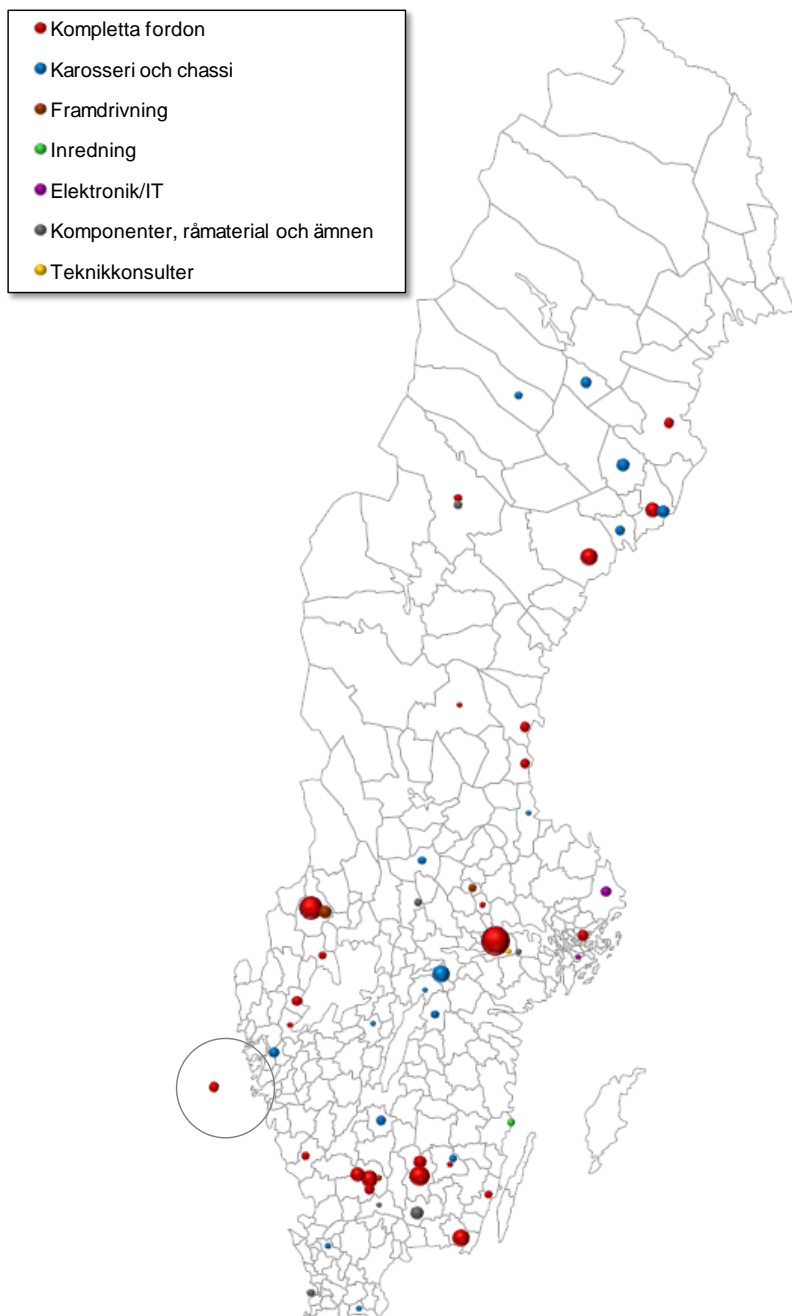 Kompletta fordon
Karosseri och chassi
Framdrivning
Inredning
Elektronik/IT
Komponenter, råmaterial och ämnen
Teknikkonsulter